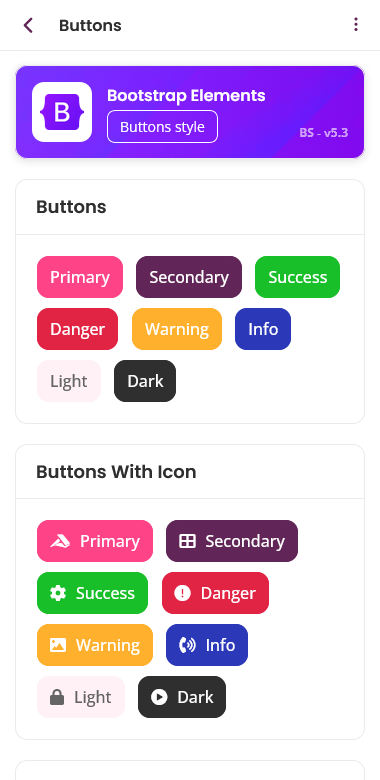 Buttons
B
Bootstrap Elements
Buttons style
BS - v5.3
Buttons
Primary Secondary Success
Danger Warning Info
Light Dark
Buttons With Icon
Primary Secondary
Success Danger
Warning Info
Light Dark